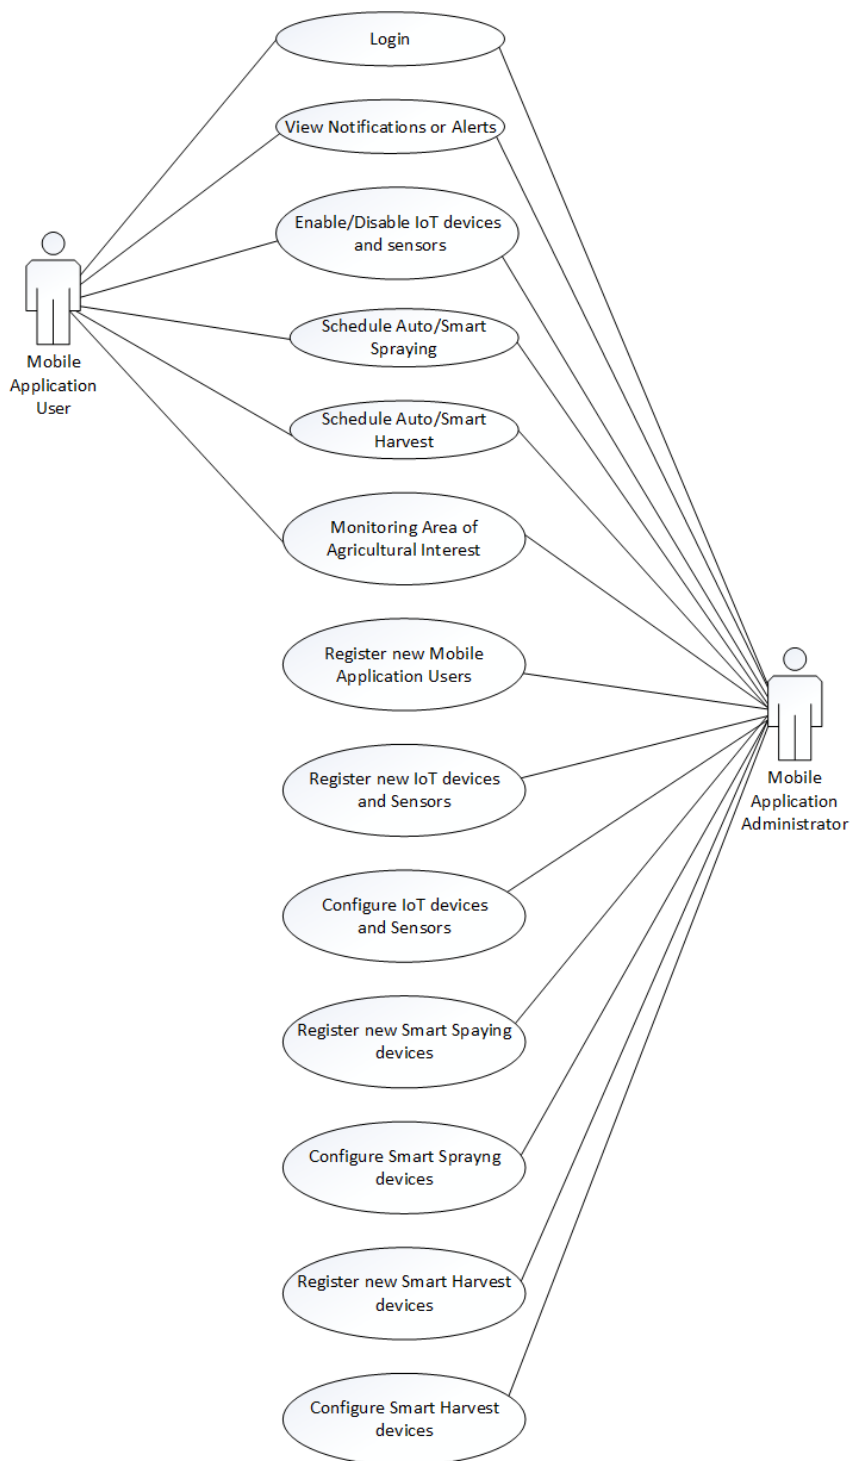 Login
View Notifications or Alerts
Enable/Disable IoT devices
and sensors
Schedule Auto/Smart
Spraying
Mobile
Application
User
Schedule Auto/Smart
Harvest
Monitoring Area of
Agricultural Interest
Register new Mobile
Application Users
Register new IoT devices
and Sensors
Mobile
Application
Administrator
Configure IoT devices
and Sensors
Register new Smart Spaying
devices
Configure Smart Sprayng
devices
Register new Smart Harvest
devices
Configure Smart Harvest
devices